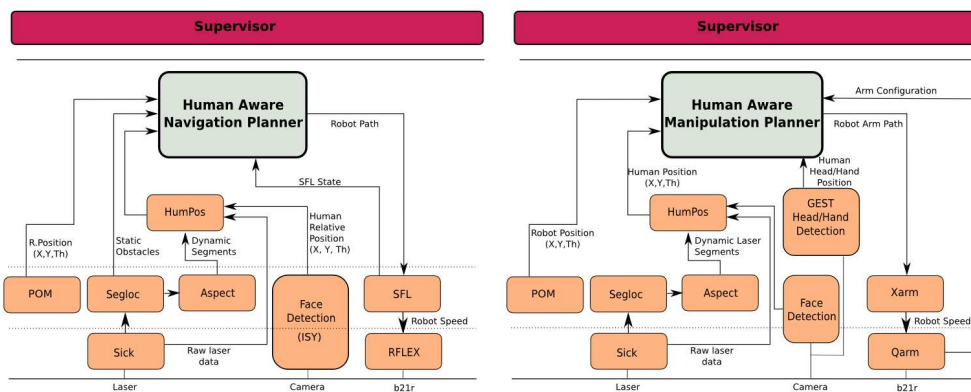 Supervisor
Human Aware
Navigation Planner
Robot Path
SFL State
HumPos
R.Position
(X,Y,Th)
Static
Obstacles
Dynamic
Segments
Human
Relative
Position
(X, Y, Th)
POM
Segloc
Aspect
Face
Detection
(ISY)
SFL
Robot Speed
Sick
Raw laser
data
RFLEX
Laser
Camera
b21r
Supervisor
Human Aware
Manipulation Planner
Arm Configuration
Robot Arm Path
Human Position
(X,Y,Th)
Human
Head/Hand
Position
HumPos
GEST
Head/Hand
Detection
Robot Position
(X,Y,Th)
Dynamic Laser
Segments
POM
Segloc
Aspect
Face
Detection
Xarm
Robot Speed
Sick
Raw laser
data
Qarm
Laser
Camera
b21r